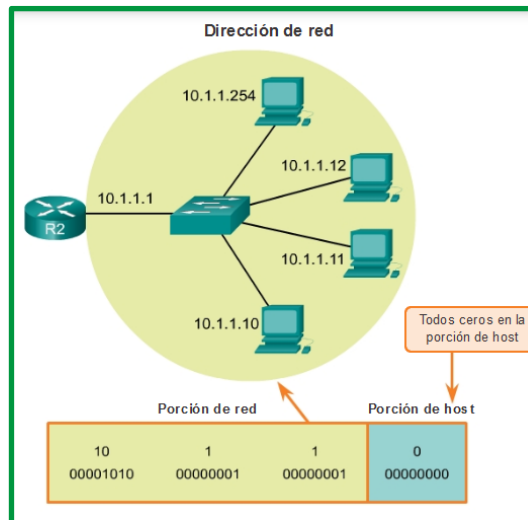 Dirección de red
10.1.1.254
10.1.1.12
10.1.1.1
R2
10.1.1.11
10.1.1.10
Todos ceros en la
porción de host
Porción de red
Porción de host
10 1 1 0
00001010 00000001 00000001 00000000